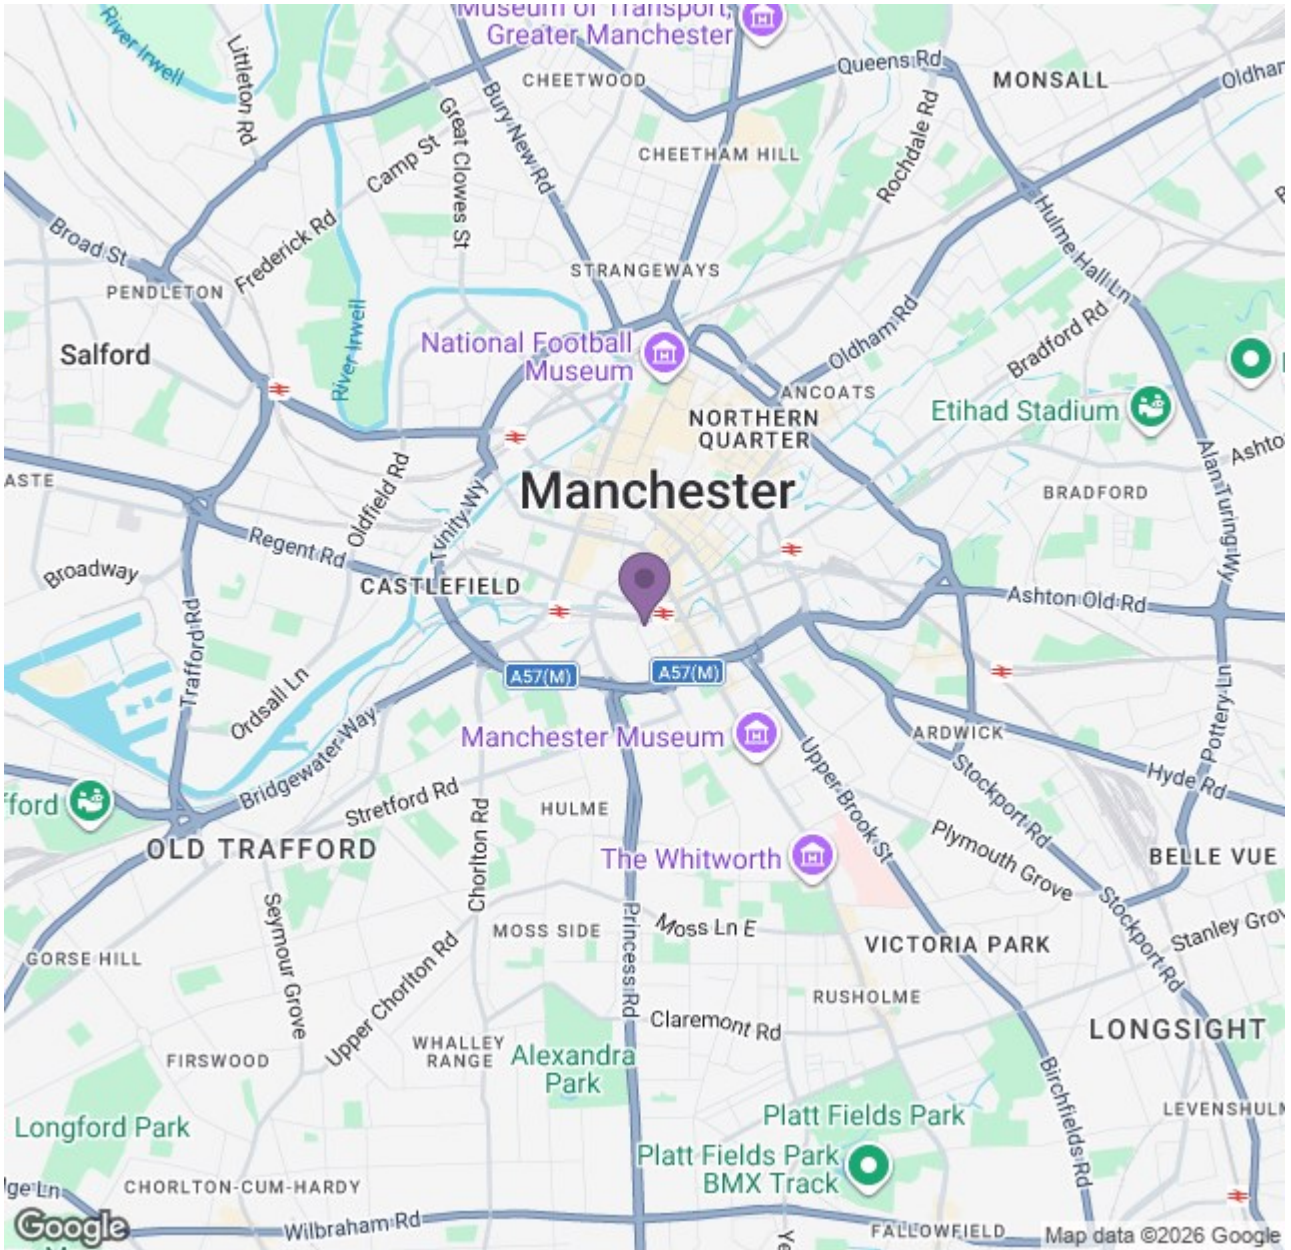 Museum of Transport,
Greater Manchester
River Irwell
Littleton Rd
CHEETWOOD
Queens Rd
MONSALL
Great Clowes St
Bury New Rd
Camp St
CHEETHAM HILL
Rochdale Rd
Hulme Hall Ln
Broad St
Frederick Rd
PENDLETON
STRANGEWAYS
Salford
River Irwell
National Football
Museum
Oldham Rd
Bradford Rd
ANCOATS
NORTHERN
QUARTER
Etihad Stadium
Oldfield Rd
Manchester
BRADFORD
Alan Turing Wy
Trinity Wy
Regent Rd
Broadway
CASTLEFIELD
Ashton Old Rd
Trafford Rd
A57(M)
A57(M)
Ordsall Ln
Bridgewater Way
Manchester Museum
ARDWICK
Pottery Ln
Upper Brook St
Hyde Rd
fford
Stretford Rd
HULME
Stockport Rd
OLD TRAFFORD
Chorlton Rd
The Whitworth
Plymouth Grove
BELLE VUE
Seymour Grove
Princess Rd
Moss Ln E
MOSS SIDE
Stockport Rd
VICTORIA PARK
GORSE HILL
Upper Chorlton Rd
RUSHOLME
Claremont Rd
LONGSIGHT
FIRSWOOD
WHALLEY
RANGE
Alexandra
Park
Birchfields Rd
Longford Park
Platt Fields Park
Platt Fields Park
BMX Track
CHORLTON-CUM-HARDY
Wilbraham Rd
FALLOWFIELD
Google
Map data ©2026 Google